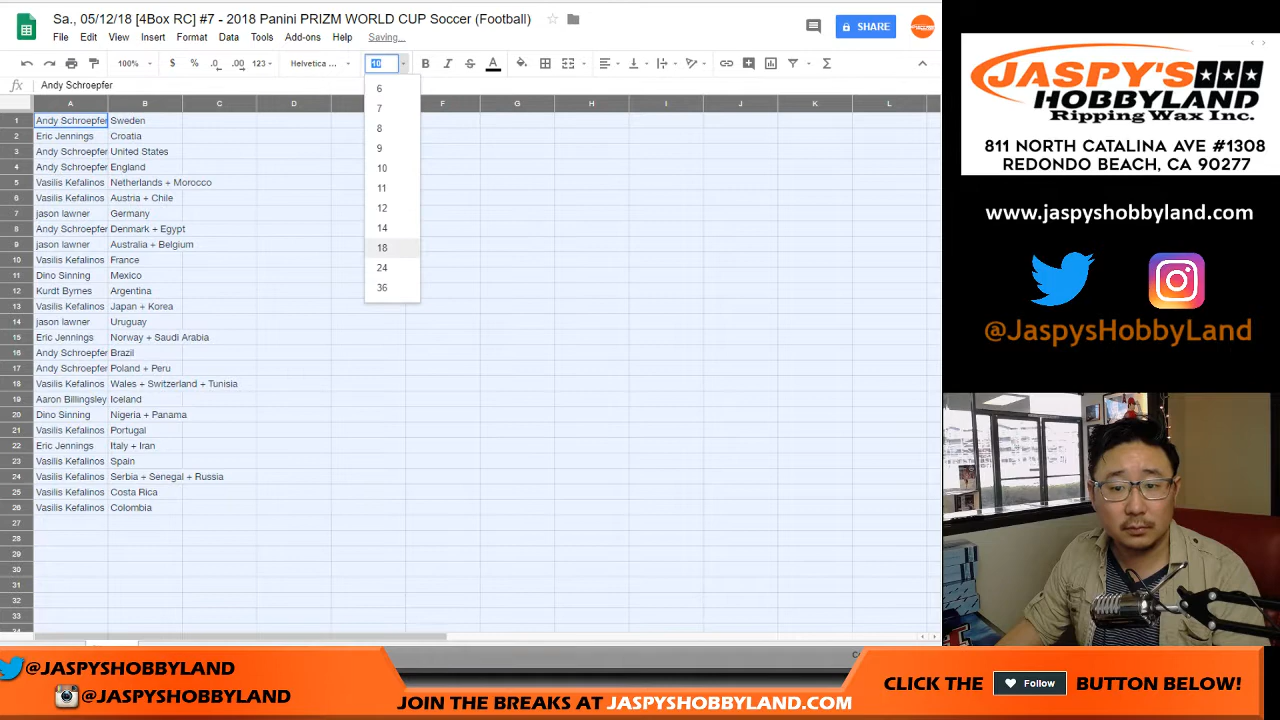 Sa., 05/12/18 [4Box RC] #7 - 2018 Panini PRIZM WORLD CUP Soccer (Football)
File Edit View Insert Format Data Tools Add-ons Help Saving...
SHARE
100% $ % .0 .00 123 Helvetica ... 10 B I S A
fx Andy Schroepfer
A B C D F G H I J K L
1 Andy Schroepfer Sweden
2 Eric Jennings Croatia
3 Andy Schroepfer United States
4 Andy Schroepfer England
5 Vasilis Kefalinos Netherlands + Morocco
6 Vasilis Kefalinos Austria + Chile
7 jason lawner Germany
8 Andy Schroepfer Denmark + Egypt
9 jason lawner Australia + Belgium
10 Vasilis Kefalinos France
11 Dino Sinning Mexico
12 Kurdt Byrnes Argentina
13 Vasilis Kefalinos Japan + Korea
14 jason lawner Uruguay
15 Eric Jennings Norway + Saudi Arabia
16 Andy Schroepfer Brazil
17 Andy Schroepfer Poland + Peru
18 Vasilis Kefalinos Wales + Switzerland + Tunisia
19 Aaron Billingsley Iceland
20 Dino Sinning Nigeria + Panama
21 Vasilis Kefalinos Portugal
22 Eric Jennings Italy + Iran
23 Vasilis Kefalinos Spain
24 Vasilis Kefalinos Serbia + Senegal + Russia
25 Vasilis Kefalinos Costa Rica
26 Vasilis Kefalinos Colombia
27
28
29
30
31
32
33
6
7
8
9
10
11
12
14
18
24
36
JASPY'S
HOBBYLAND
Ripping Wax Inc.
811 NORTH CATALINA AVE #1308
REDONDO BEACH, CA 90277
www.jaspyshobbyland.com
@JaspysHobbyLand
@JASPYSHOBBYLAND
@JASPYSHOBBYLAND
JOIN THE BREAKS AT JASPYSHOBBYLAND.COM
CLICK THE Follow BUTTON BELOW!